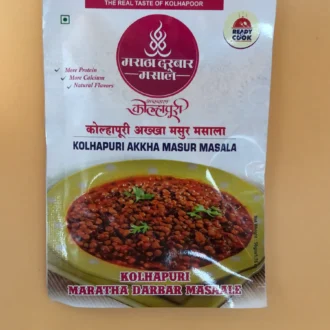 THE REAL TASTE OF KOLHAPOOR
READY TO COOK
मराठा दरबार
मसाले
More Protein
More Calcium
Natural Flavors
कोल्हापूरी
कोल्हापूरी अख्खा मसुर मसाला
KOLHAPURI AKKHA MASUR MASALA
KOLHAPURI
MARATHA DARBAR MASAALE